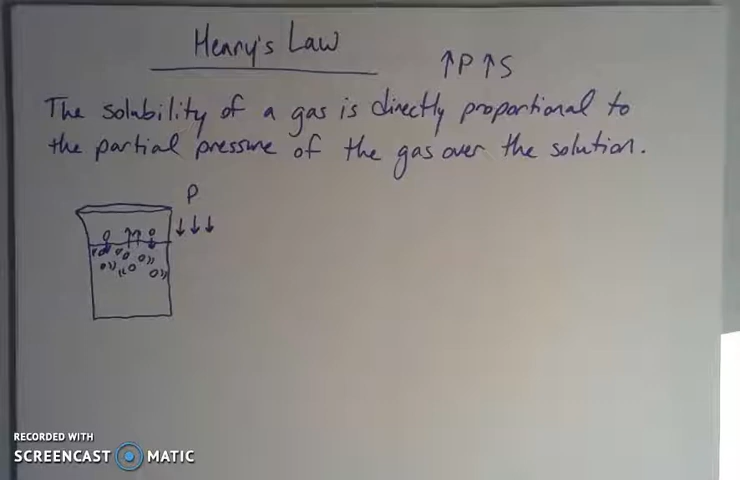 Henry's Law
↑P ↑S
The solubility of a gas is directly proportional to
the partial pressure of the gas over the solution.
P
RECORDED WITH
SCREENCAST MATIC